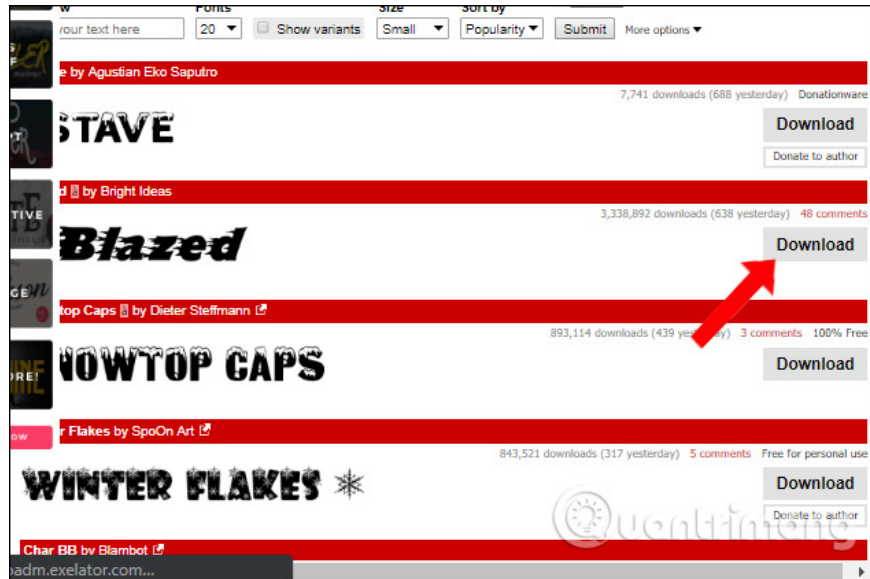 Fonts Size Sort by
your text here 20 Show variants Small Popularity Submit More options
e by Agustian Eko Saputro
7,741 downloads (688 yesterday) Donationware
STAVE
Download
Donate to author
d by Bright Ideas
3,338,892 downloads (638 yesterday) 48 comments
Blazed
Download
top Caps by Dieter Steffmann
893,114 downloads (439 yesterday) 3 comments 100% Free
NOWTOP CAPS
Download
r Flakes by SpoOn Art
843,521 downloads (317 yesterday) 5 comments Free for personal use
WINTER FLAKES
Download
Donate to author
Quantrimang
Char BB by Blambot
adm.exelator.com...